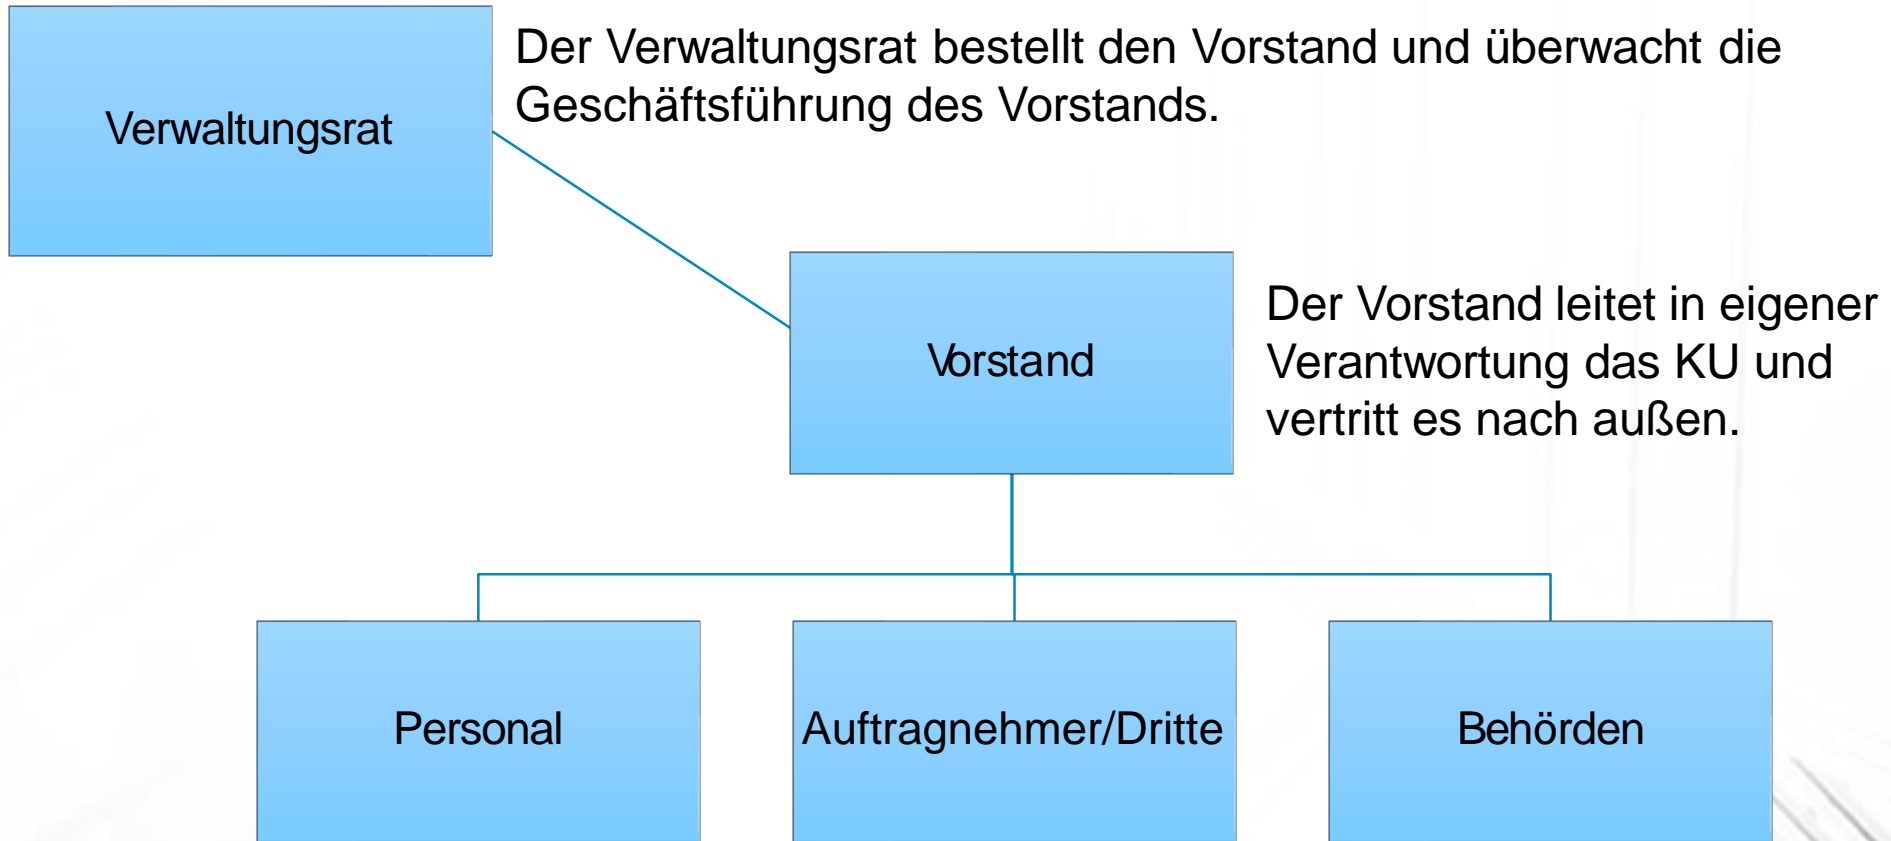 Der Verwaltungsrat bestellt den Vorstand und überwacht die
Geschäftsführung des Vorstands.
Verwaltungsrat
Der Vorstand leitet in eigener
Verantwortung das KU und
vertritt es nach außen.
Vorstand
Personal
Auftragnehmer/Dritte
Behörden